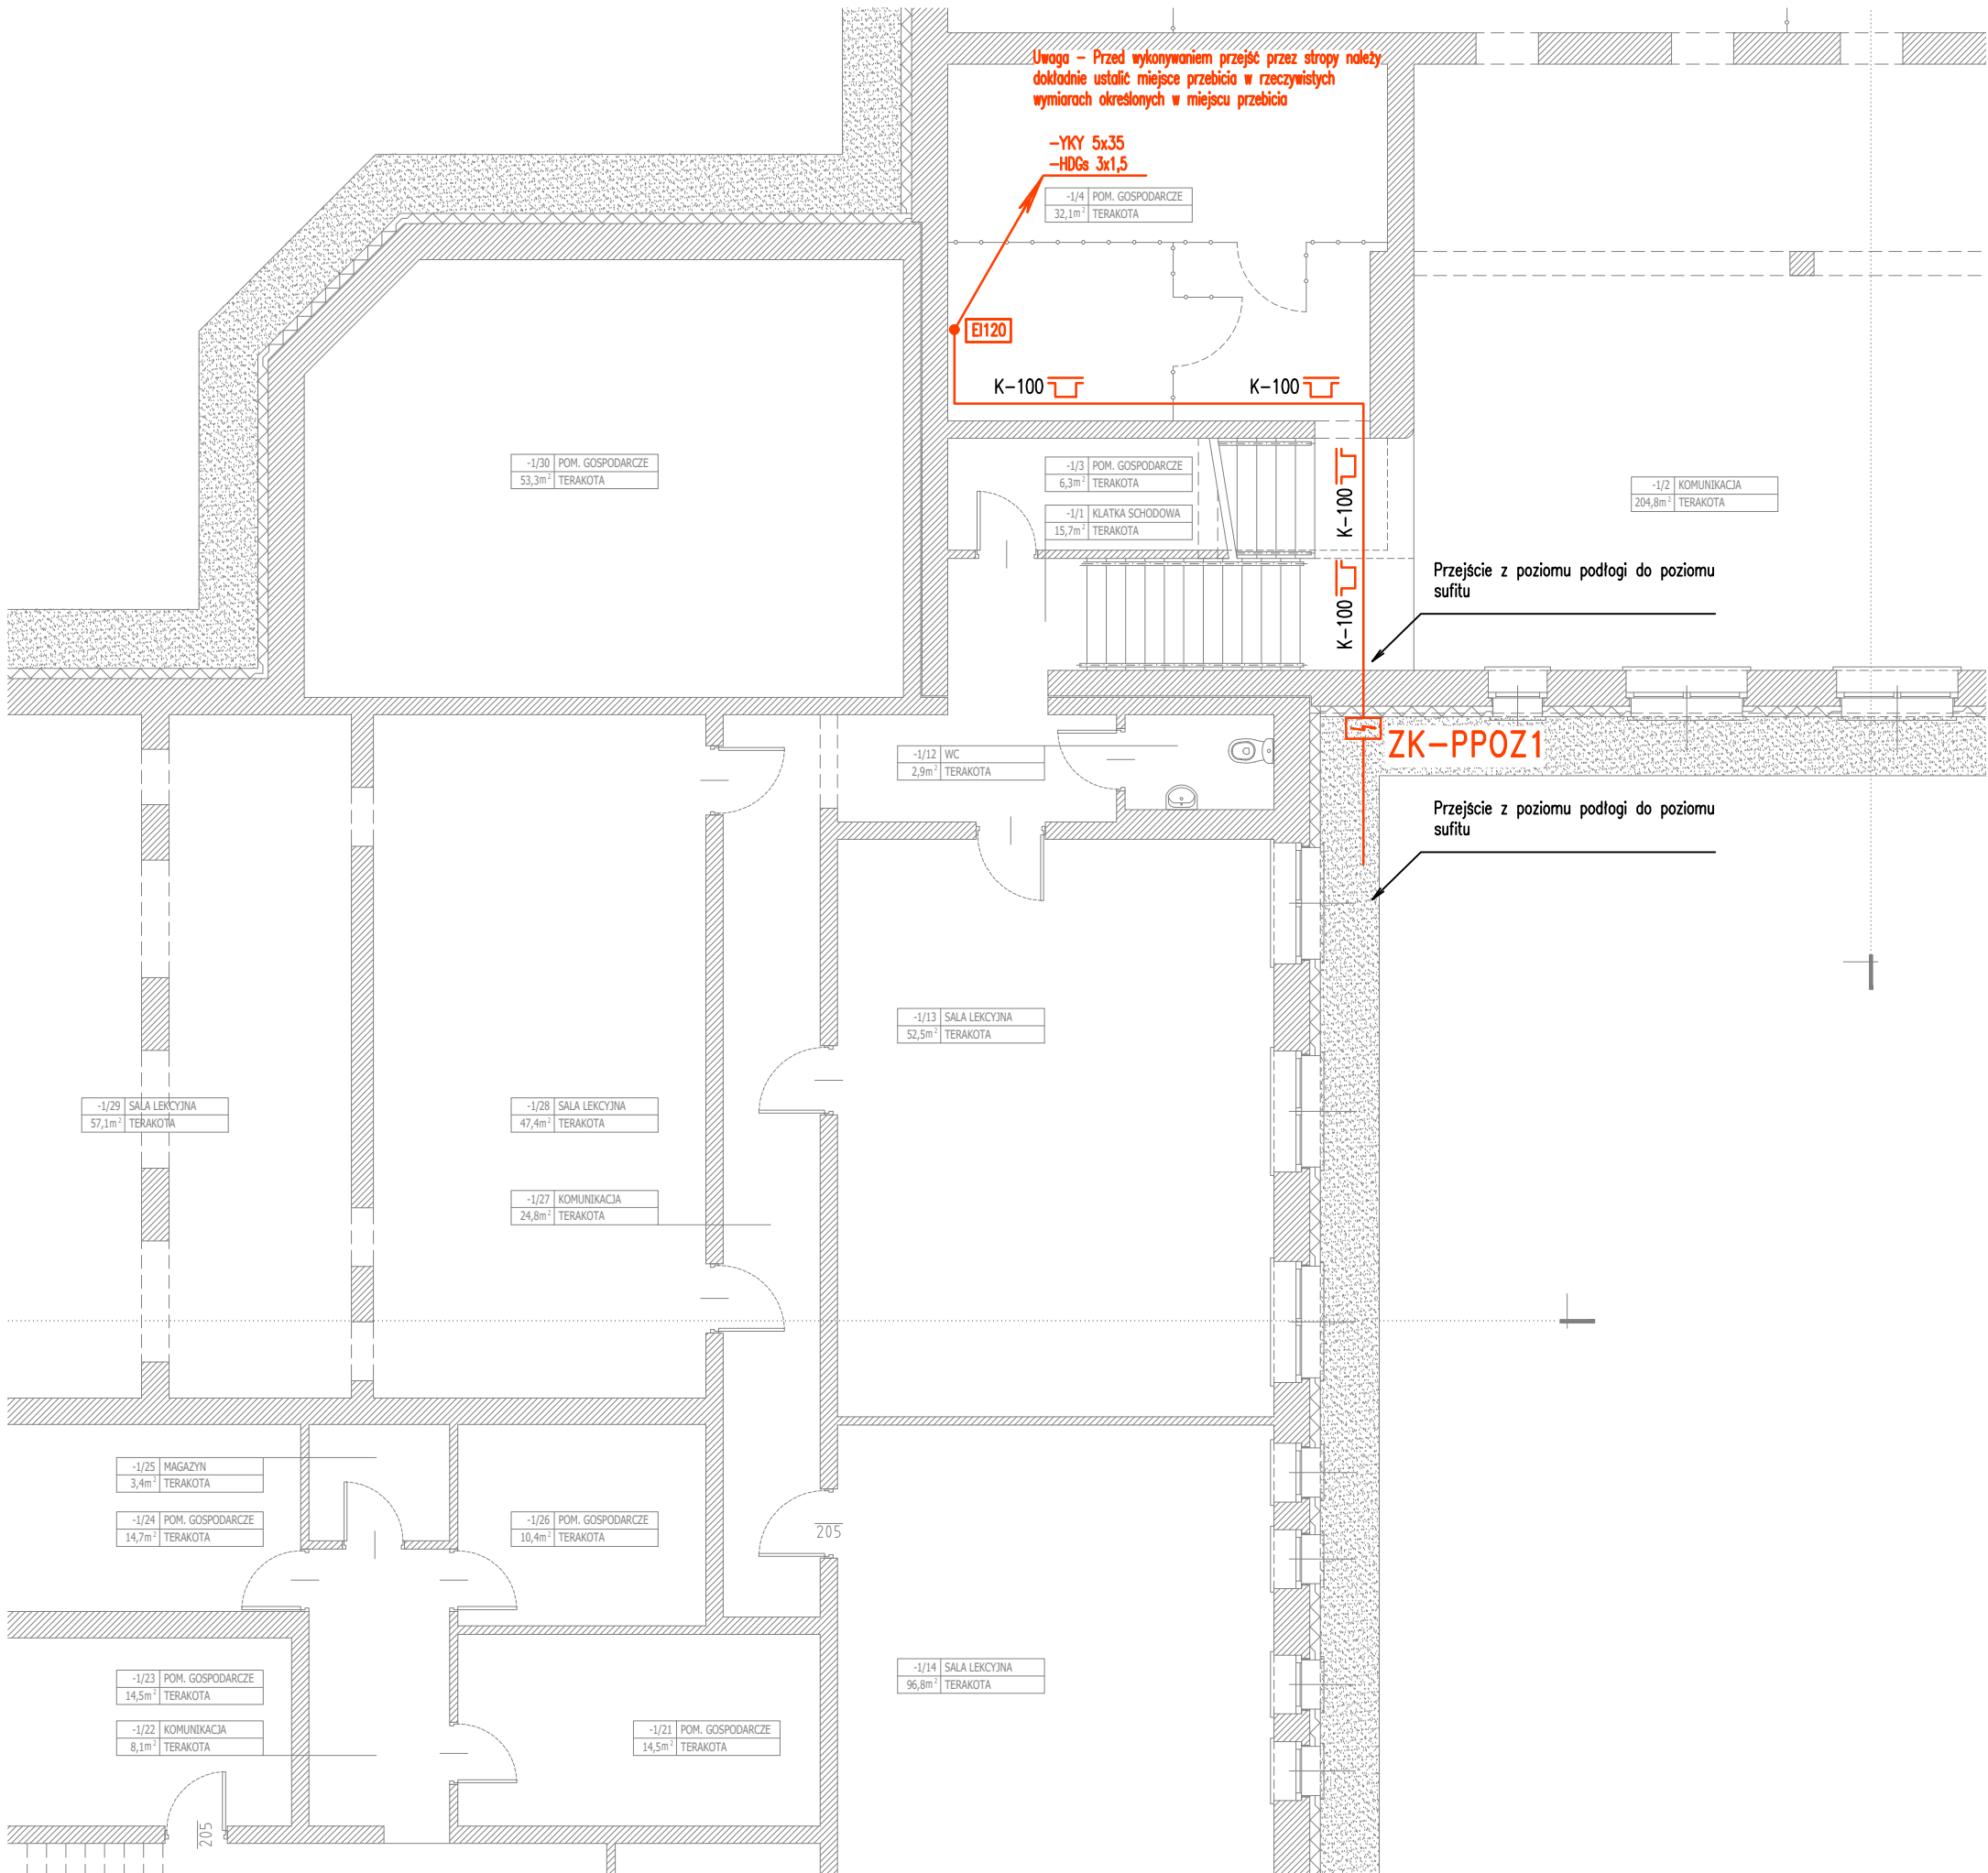 Uwaga – Przed wykonywaniem przejść przez stropy należy
dokładnie ustalić miejsce przebicia w rzeczywistych
wymiarach określonych w miejscu przebicia
–YKY 5x35
–HDGs 3x1,5
-1/4 POM. GOSPODARCZE
32,1m² TERAKOTA
EI120
K–100
K–100
-1/30 POM. GOSPODARCZE
53,3m² TERAKOTA
-1/3 POM. GOSPODARCZE
6,3m² TERAKOTA
-1/1 KLATKA SCHODOWA
15,7m² TERAKOTA
K–100
K–100
-1/2 KOMUNIKACJA
204,8m² TERAKOTA
Przejście z poziomu podłogi do poziomu
sufitu
ZK–PPOZ1
-1/12 WC
2,9m² TERAKOTA
Przejście z poziomu podłogi do poziomu
sufitu
-1/13 SALA LEKCYJNA
52,5m² TERAKOTA
-1/29 SALA LEKCYJNA
57,1m² TERAKOTA
-1/28 SALA LEKCYJNA
47,4m² TERAKOTA
-1/27 KOMUNIKACJA
24,8m² TERAKOTA
-1/25 MAGAZYN
3,4m² TERAKOTA
-1/24 POM. GOSPODARCZE
14,7m² TERAKOTA
-1/26 POM. GOSPODARCZE
10,4m² TERAKOTA
205
-1/23 POM. GOSPODARCZE
14,5m² TERAKOTA
-1/22 KOMUNIKACJA
8,1m² TERAKOTA
-1/21 POM. GOSPODARCZE
14,5m² TERAKOTA
-1/14 SALA LEKCYJNA
96,8m² TERAKOTA
205